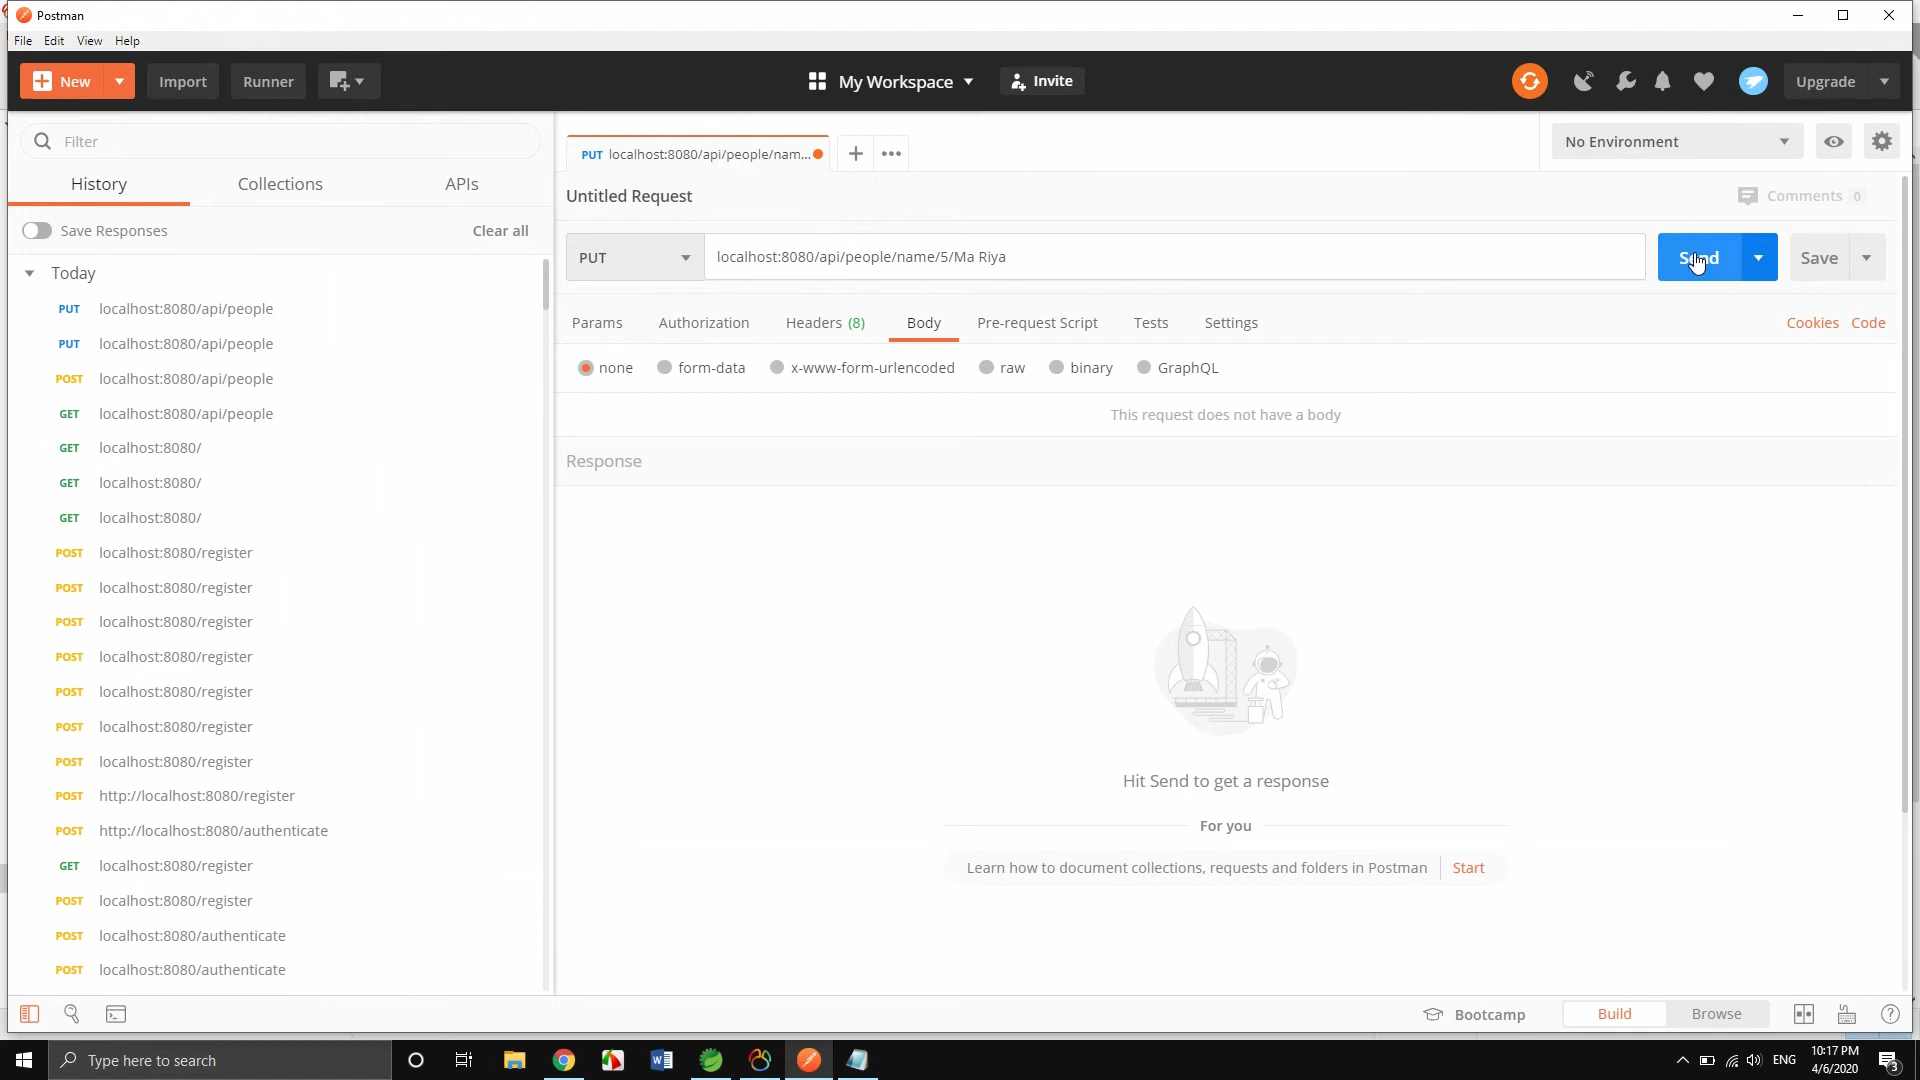 Postman
File Edit View Help
New Import Runner My Workspace Invite Upgrade
Filter
History Collections APIs
Save Responses Clear all
Today
PUT localhost:8080/api/people
PUT localhost:8080/api/people
POST localhost:8080/api/people
GET localhost:8080/api/people
GET localhost:8080/
GET localhost:8080/
GET localhost:8080/
POST localhost:8080/register
POST localhost:8080/register
POST localhost:8080/register
POST localhost:8080/register
POST localhost:8080/register
POST localhost:8080/register
POST localhost:8080/register
POST http://localhost:8080/register
POST http://localhost:8080/authenticate
GET localhost:8080/register
POST localhost:8080/register
POST localhost:8080/authenticate
POST localhost:8080/authenticate
PUT localhost:8080/api/people/nam...
No Environment
Untitled Request
Comments 0
PUT localhost:8080/api/people/name/5/Ma Riya Send Save
Params Authorization Headers (8) Body Pre-request Script Tests Settings Cookies Code
none form-data x-www-form-urlencoded raw binary GraphQL
This request does not have a body
Response
Hit Send to get a response
For you
Learn how to document collections, requests and folders in Postman Start
Bootcamp Build Browse
Type here to search
ENG
10:17 PM
4/6/2020
3